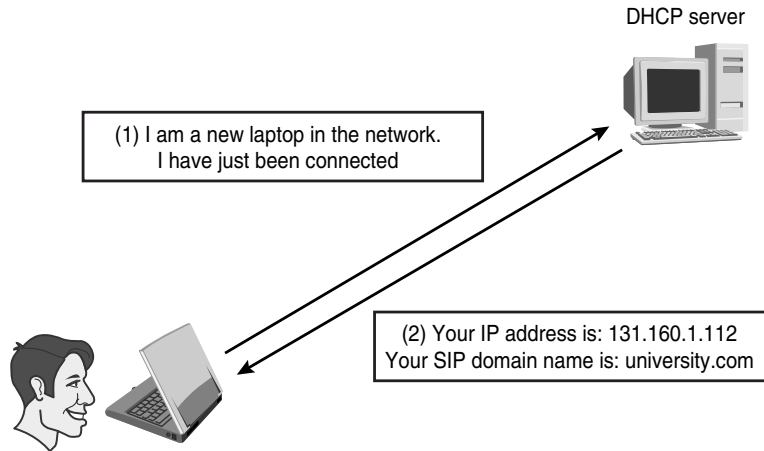 DHCP server
(1) I am a new laptop in the network.
I have just been connected
(2) Your IP address is: 131.160.1.112
Your SIP domain name is: university.com